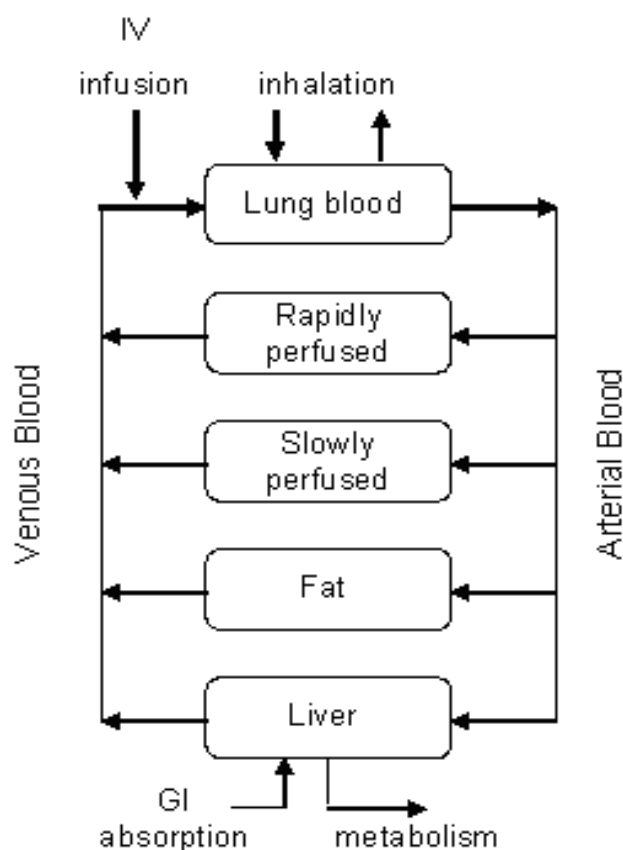 IV
infusion
inhalation
Lung blood
Rapidly
perfused
Slowly
perfused
Fat
Liver
GI
absorption
metabolism
Venous Blood
Arterial Blood